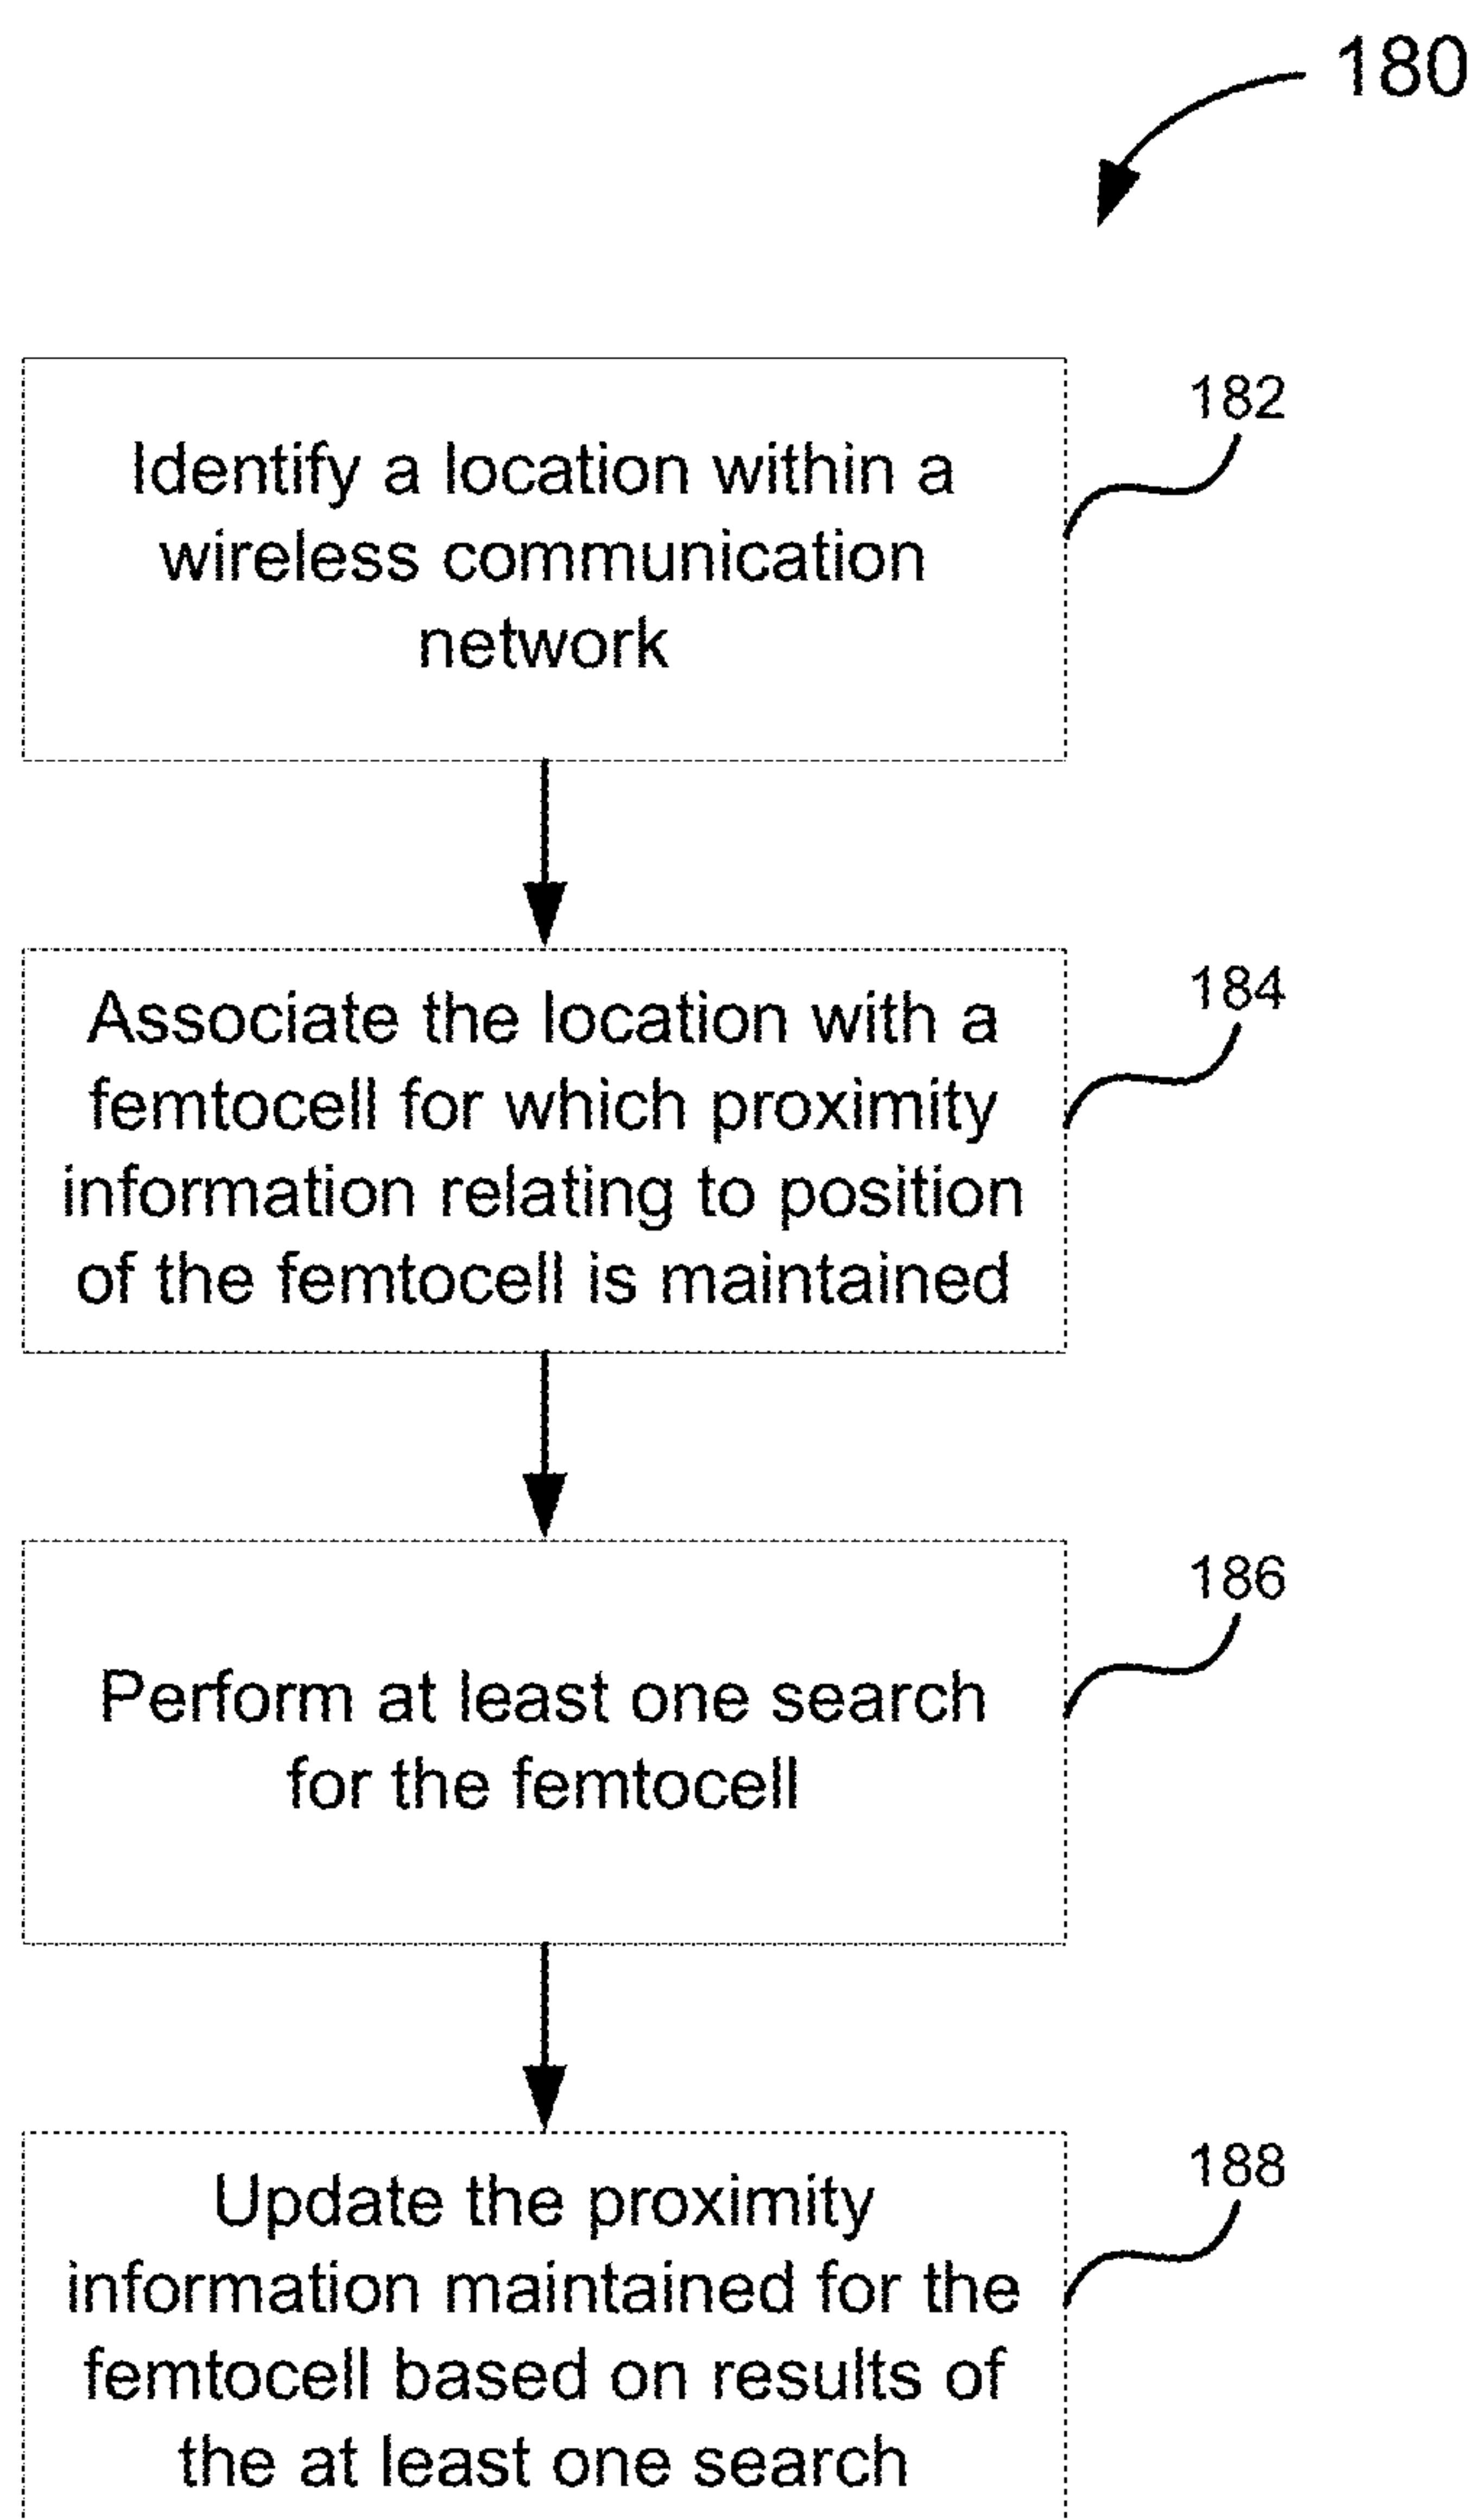 180
182
Identify a location within a
wireless communication
network
184
Associate the location with a
femtocell for which proximity
information relating to position
of the femtocell is maintained
186
Perform at least one search
for the femtocell
188
Update the proximity
information maintained for the
femtocell based on results of
the at least one search